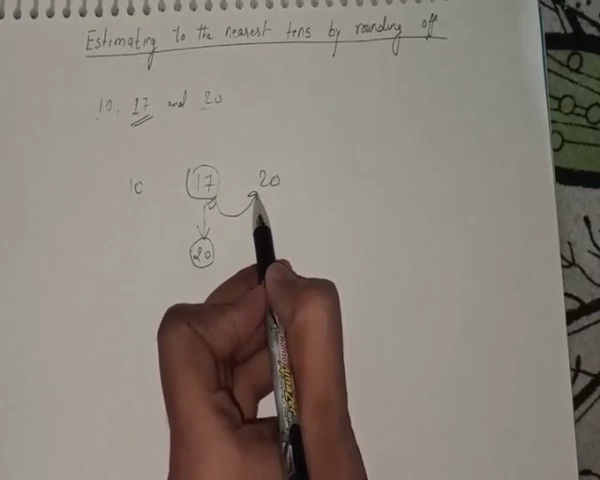 Estimating to the nearest tens by rounding off
10, 17 and 20
10 17 20
20